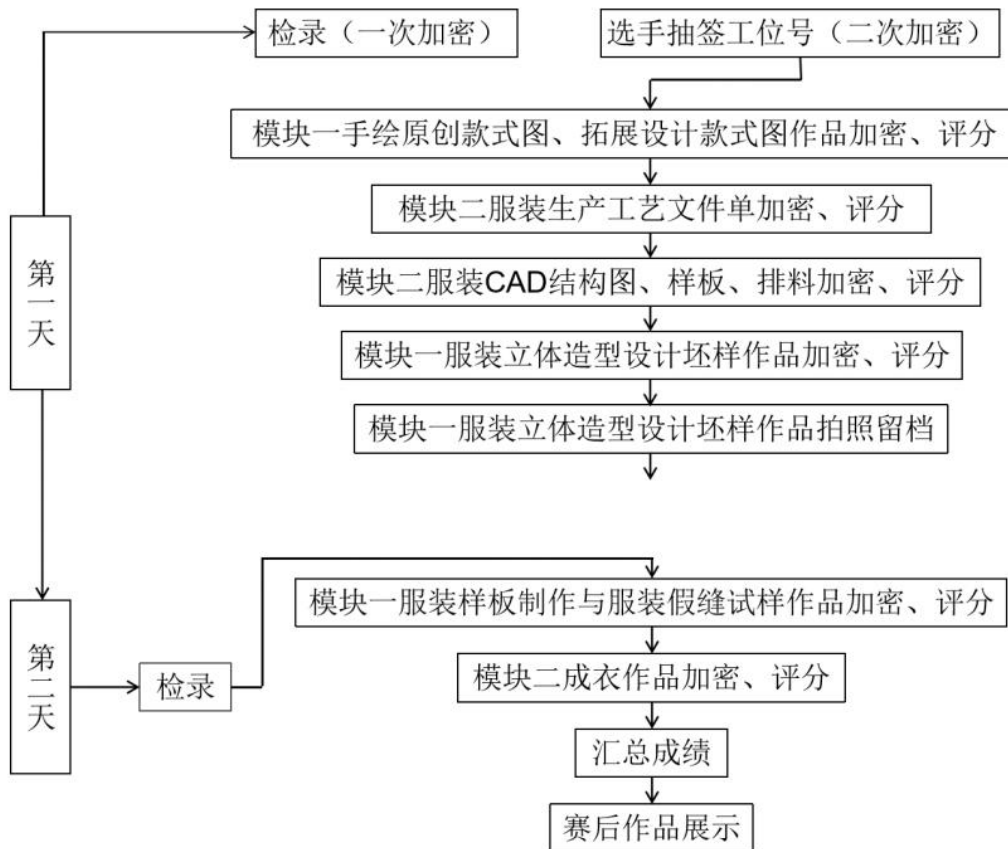 检录（一次加密）
选手抽签工位号（二次加密）
模块一手绘原创款式图、拓展设计款式图作品加密、评分
模块二服装生产工艺文件单加密、评分
第一天
模块二服装CAD结构图、样板、排料加密、评分
模块一服装立体造型设计坯样作品加密、评分
模块一服装立体造型设计坯样作品拍照留档
模块一服装样板制作与服装假缝试样作品加密、评分
第二天
检录
模块二成衣作品加密、评分
汇总成绩
赛后作品展示